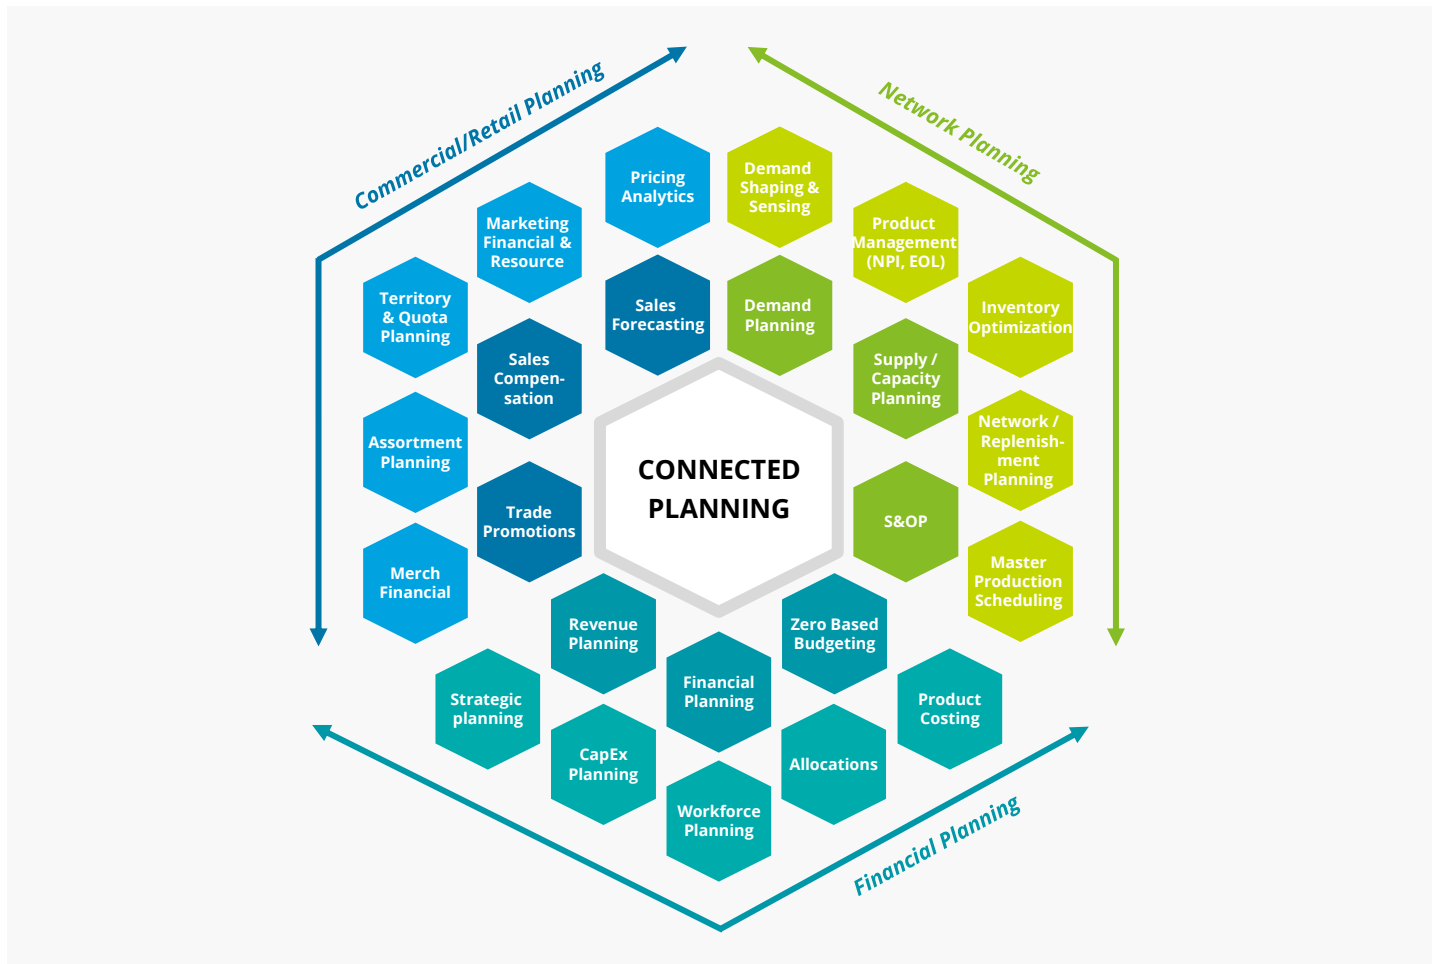 Commercial/Retail Planning
Network Planning
Pricing
Analytics
Demand
Shaping &
Sensing
Marketing
Financial &
Resource
Product
Management
(NPI, EOL)
Territory
& Quota
Planning
Sales
Forecasting
Demand
Planning
Inventory
Optimization
Sales
Compen-
sation
Supply /
Capacity
Planning
Assortment
Planning
CONNECTED
PLANNING
Network /
Replenish-
ment
Planning
Trade
Promotions
S&OP
Merch
Financial
Master
Production
Scheduling
Revenue
Planning
Zero Based
Budgeting
Financial
Planning
Strategic
planning
Product
Costing
CapEx
Planning
Allocations
Workforce
Planning
Financial Planning